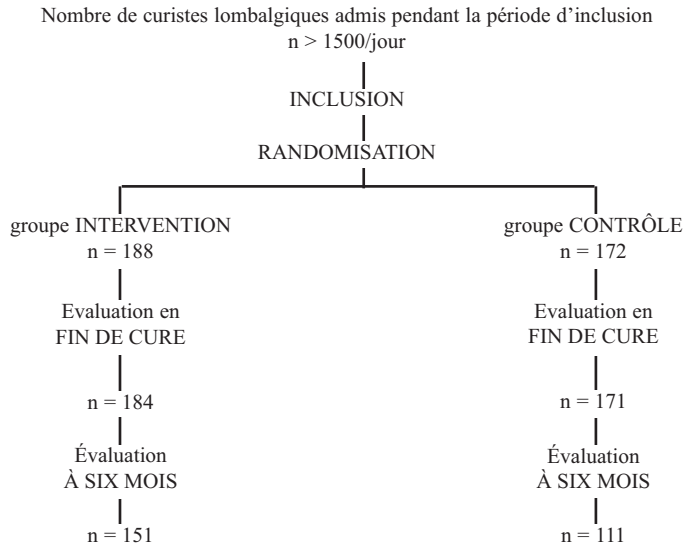 Nombre de curistes lombalgiques admis pendant la période d'inclusion
n > 1500/jour
INCLUSION
RANDOMISATION
groupe INTERVENTION
n = 188
groupe CONTRÔLE
n = 172
Evaluation en
FIN DE CURE
Evaluation en
FIN DE CURE
n = 184
n = 171
Évaluation
À SIX MOIS
Évaluation
À SIX MOIS
n = 151
n = 111